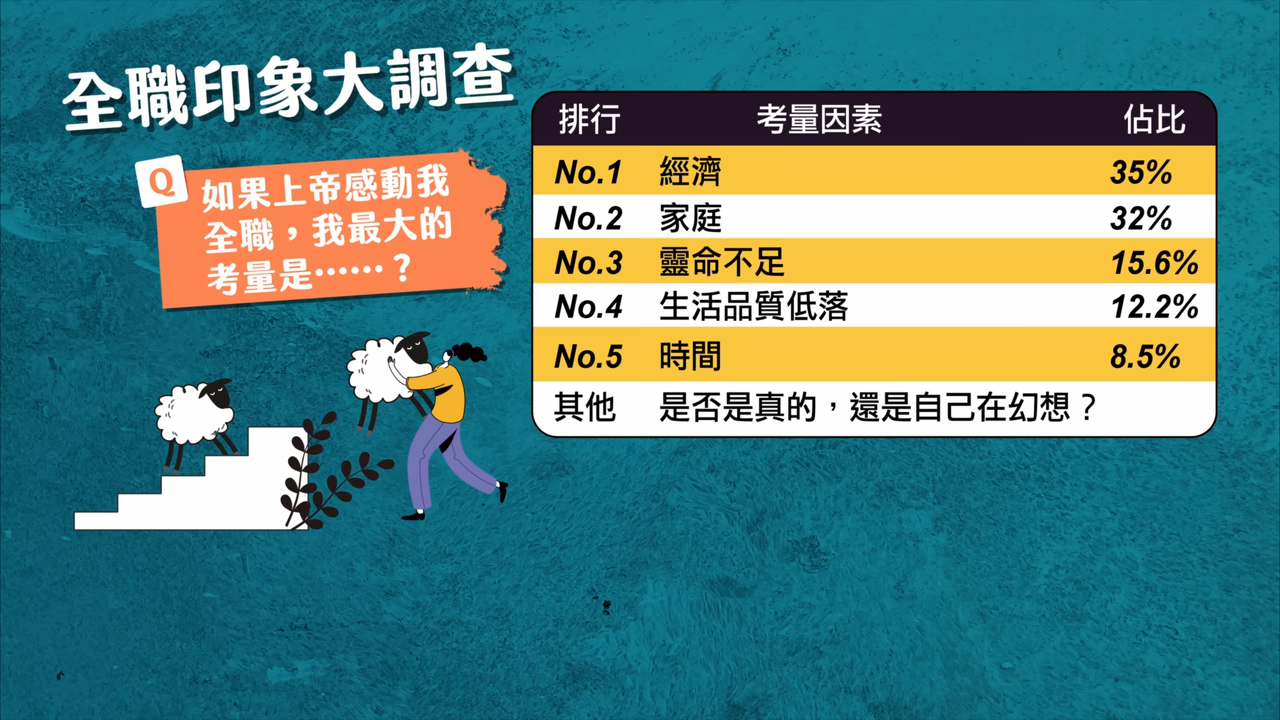 全職印象大調查
Q
如果上帝感動我
全職，我最大的
考量是……？
排行 考量因素 佔比
No.1 經濟 35%
No.2 家庭 32%
No.3 靈命不足 15.6%
No.4 生活品質低落 12.2%
No.5 時間 8.5%
其他 是否是真的，還是自己在幻想？